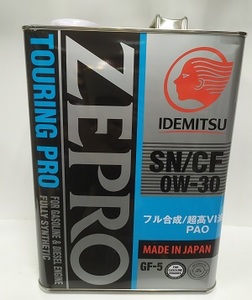 ZEPRO
TOURING PRO
FOR GASOLINE & DIESEL ENGINE
FULLY SYNTHETIC
IDEMITSU
SN/CF
0W-30
フル合成/超高VI
PAO
MADE IN JAPAN
GF-5